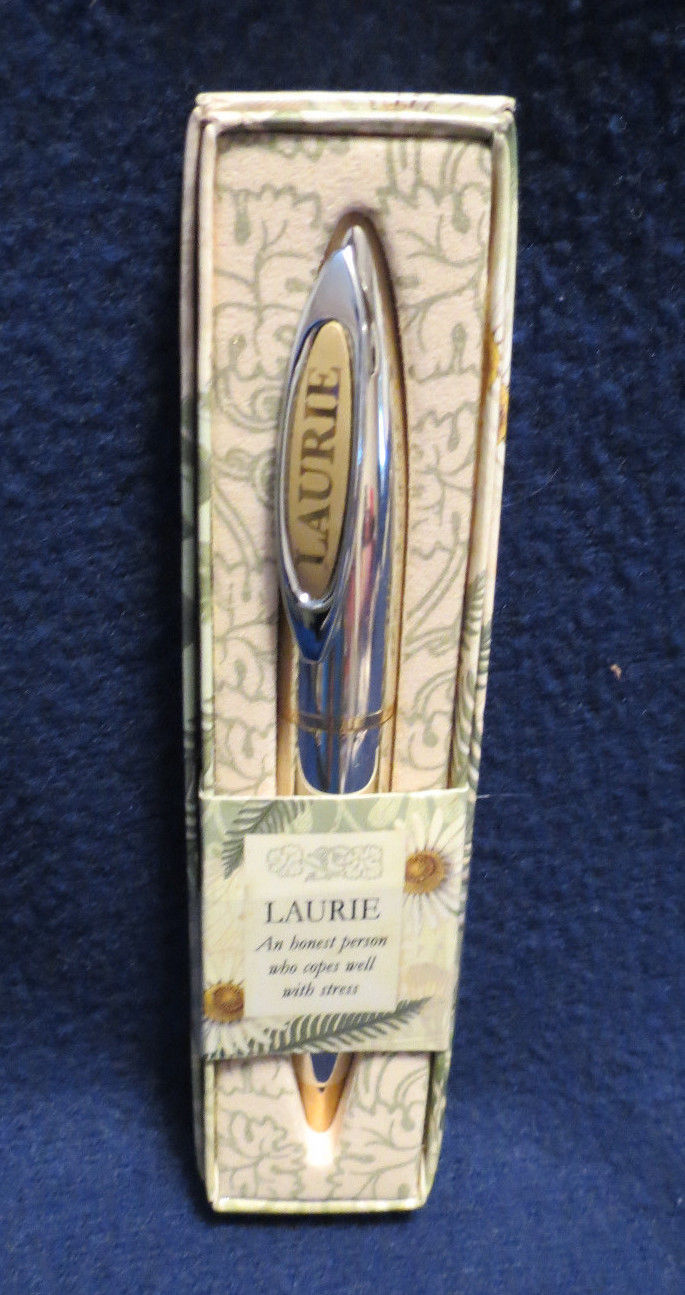 LAURIE
LAURIE
An honest person
who copes well
with stress